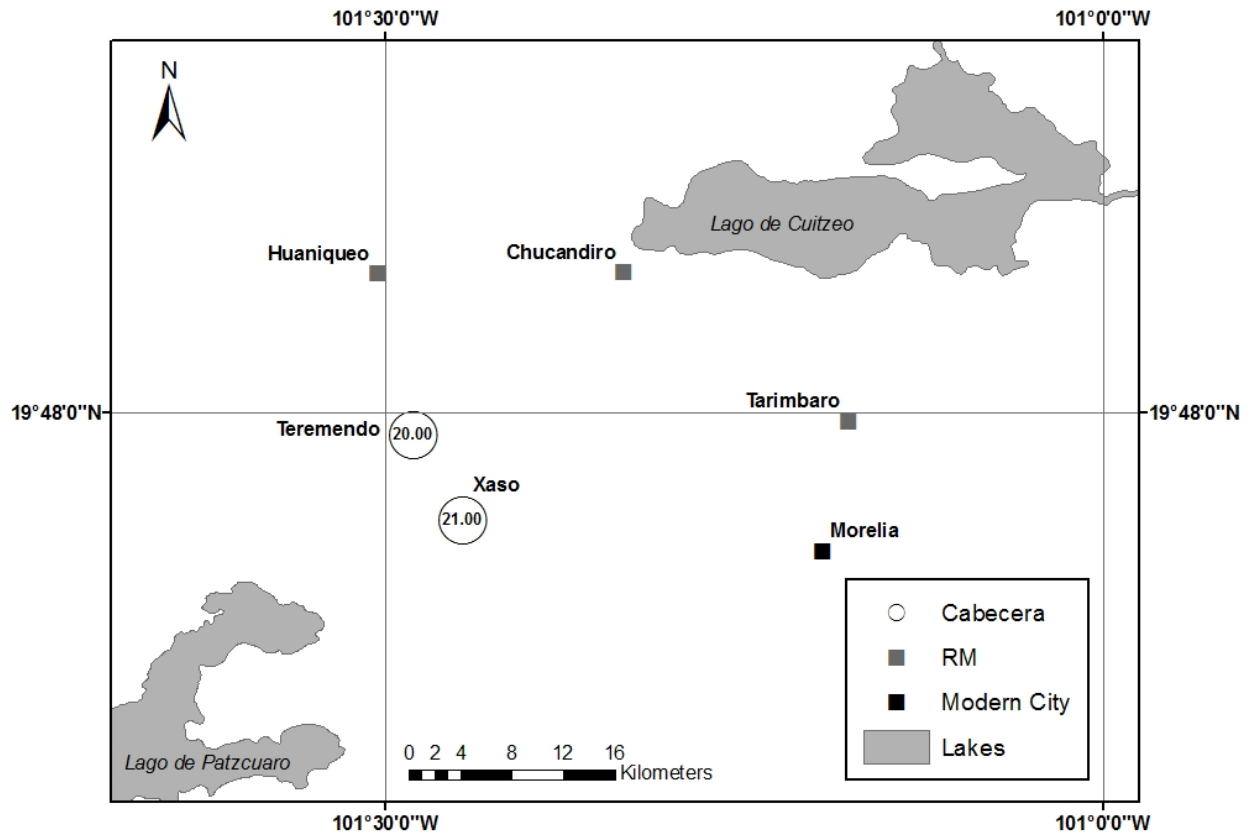 101°30'0"W 101°0'0"W
N
Lago de Cuitzeo
Huaniqueo
Chucandiro
19°48'0"N
Tarimbaro
19°48'0"N
Teremendo
20.00
Xaso
21.00
Morelia
Cabecera
RM
Modern City
Lakes
Lago de Patzcuaro
0 2 4 8 12 16
Kilometers
101°30'0"W 101°0'0"W